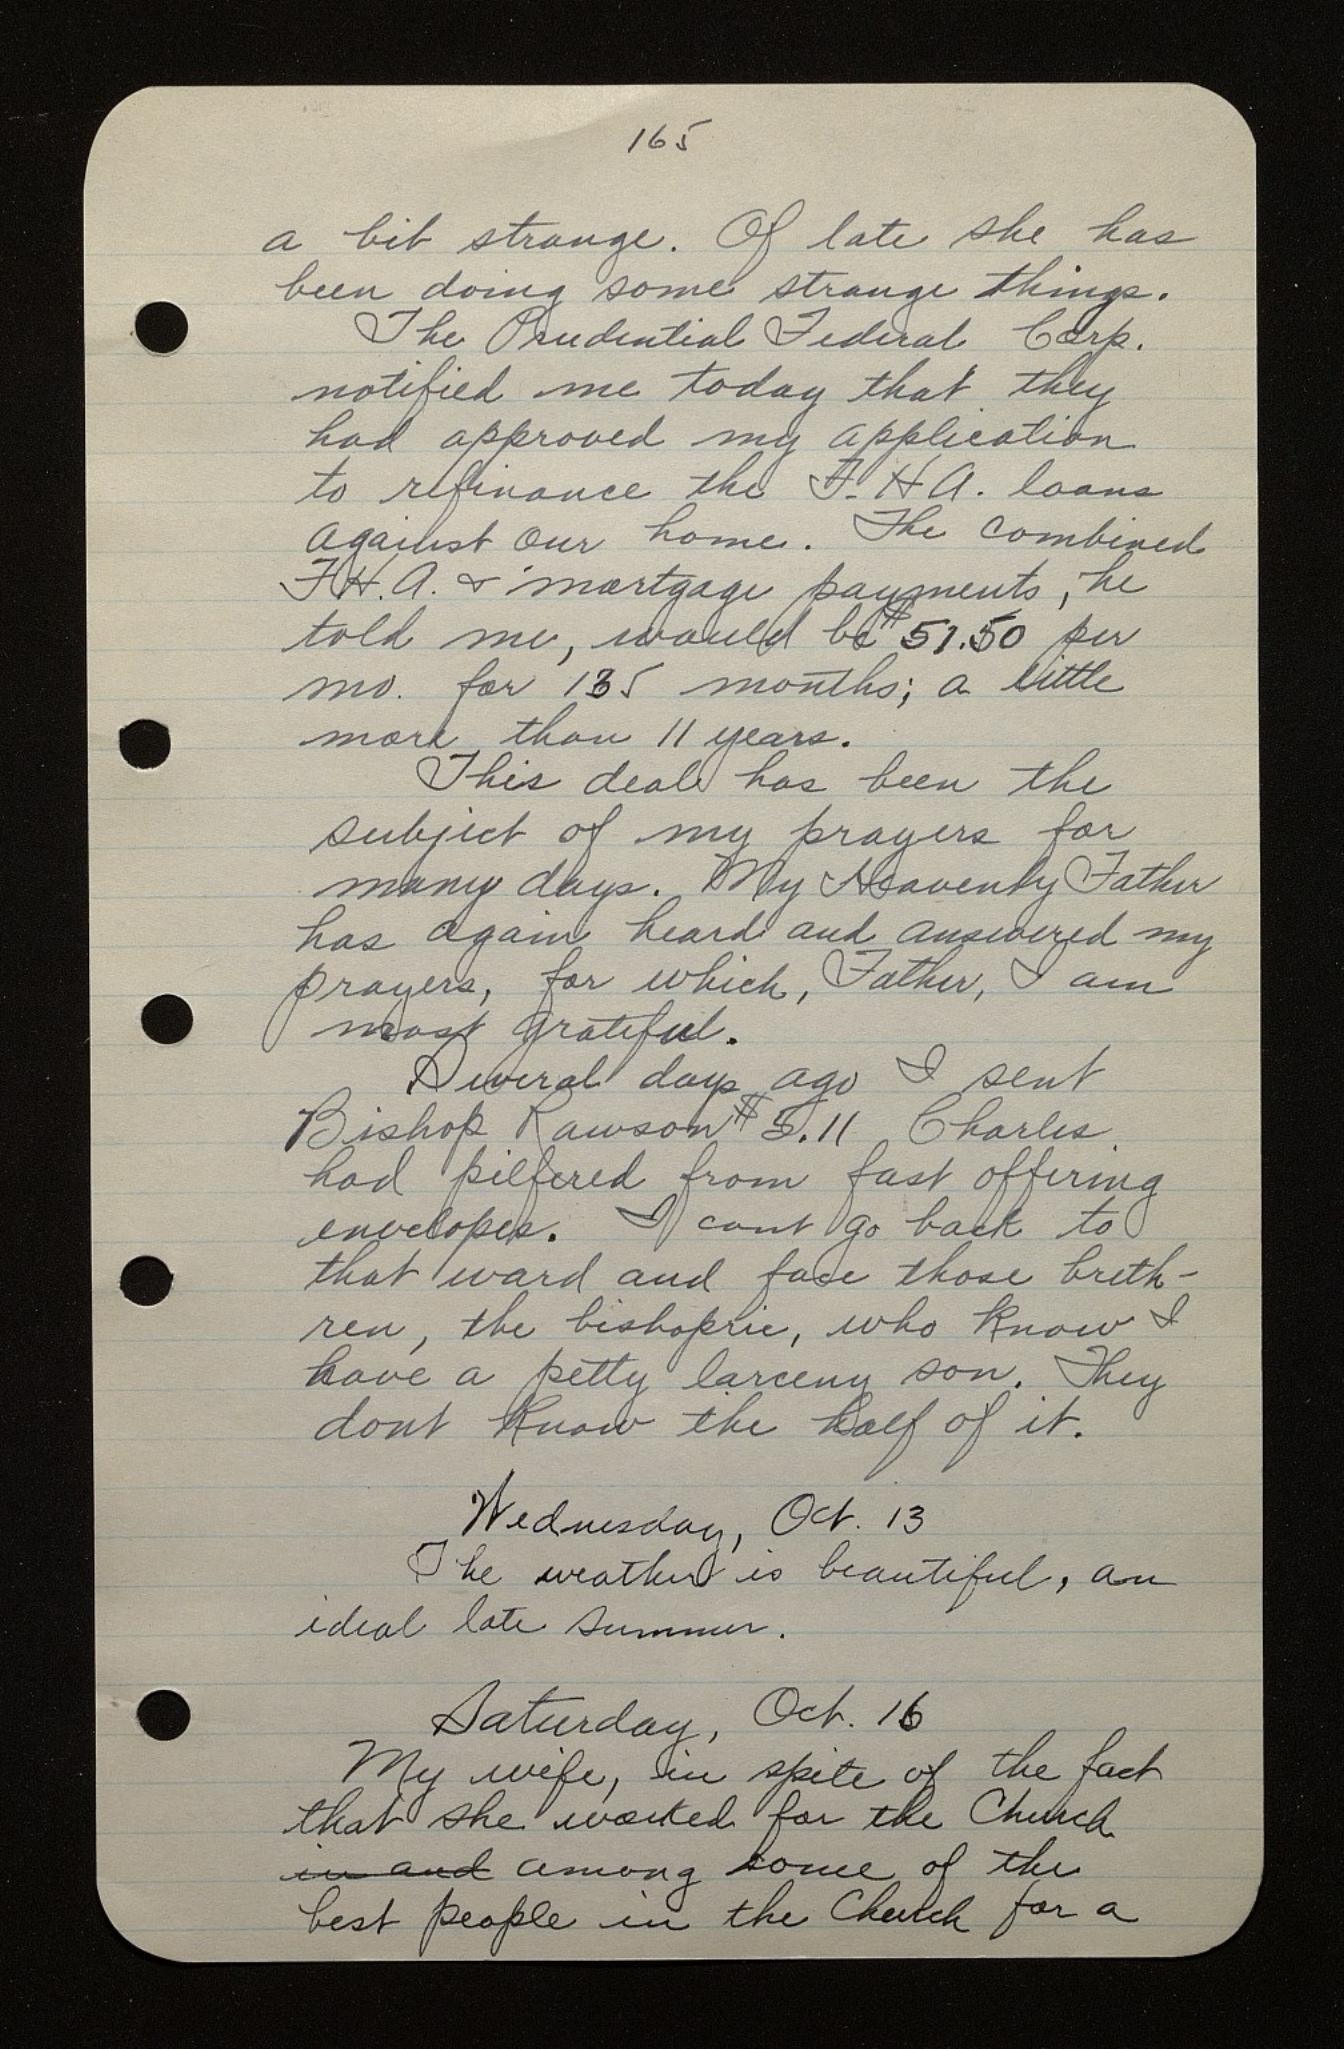 165
a bit strange. Of late she has
been doing some strange things.
The Prudential Federal Corp.
notified me today that they
had approved my application
to refinance the F.H.A. loans
against our home. The combined
F.H.A. & mortgage payments, he
told me, would be $51.50 per
mo. for 135 months; a little
more than 11 years.
This deal has been the
subject of my prayers for
many days. My Heavenly Father
has again heard and answered my
prayers, for which, Father, I am
most grateful.
Several days ago I sent
Bishop Rawson $5.11 Charles
had pilfered from fast offering
envelopes. I cant go back to
that ward and face those breth-
ren, the bishopric, who know I
have a petty larceny son. They
dont know the half of it.
Wednesday, Oct. 13
The weather is beautiful, an
ideal late summer.
Saturday, Oct. 16
My wife, in spite of the fact
that she worked for the Church
in and among some of the
best people in the Church for a